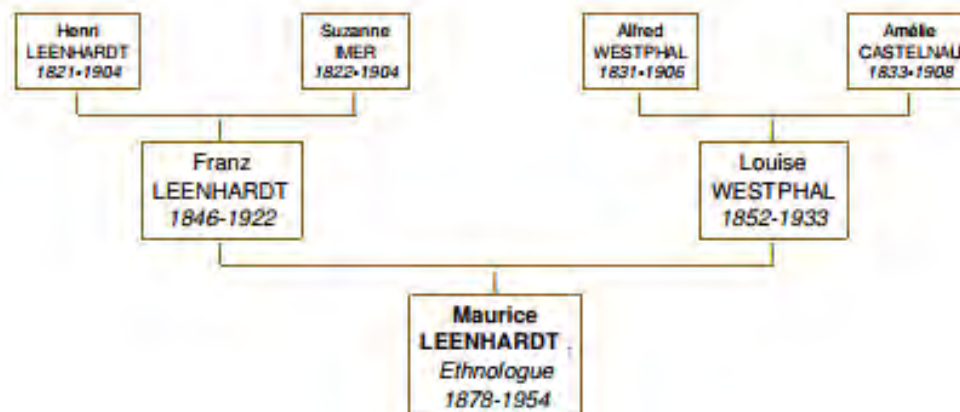 Henri
LEENHARDT
1821-1904
Suzanne
IMER
1822-1904
Alfred
WESTPHAL
1831-1906
Amélie
CASTELNAU
1833-1908
Franz
LEENHARDT
1846-1922
Louise
WESTPHAL
1852-1933
Maurice
LEENHARDT
Ethnologue
1878-1954